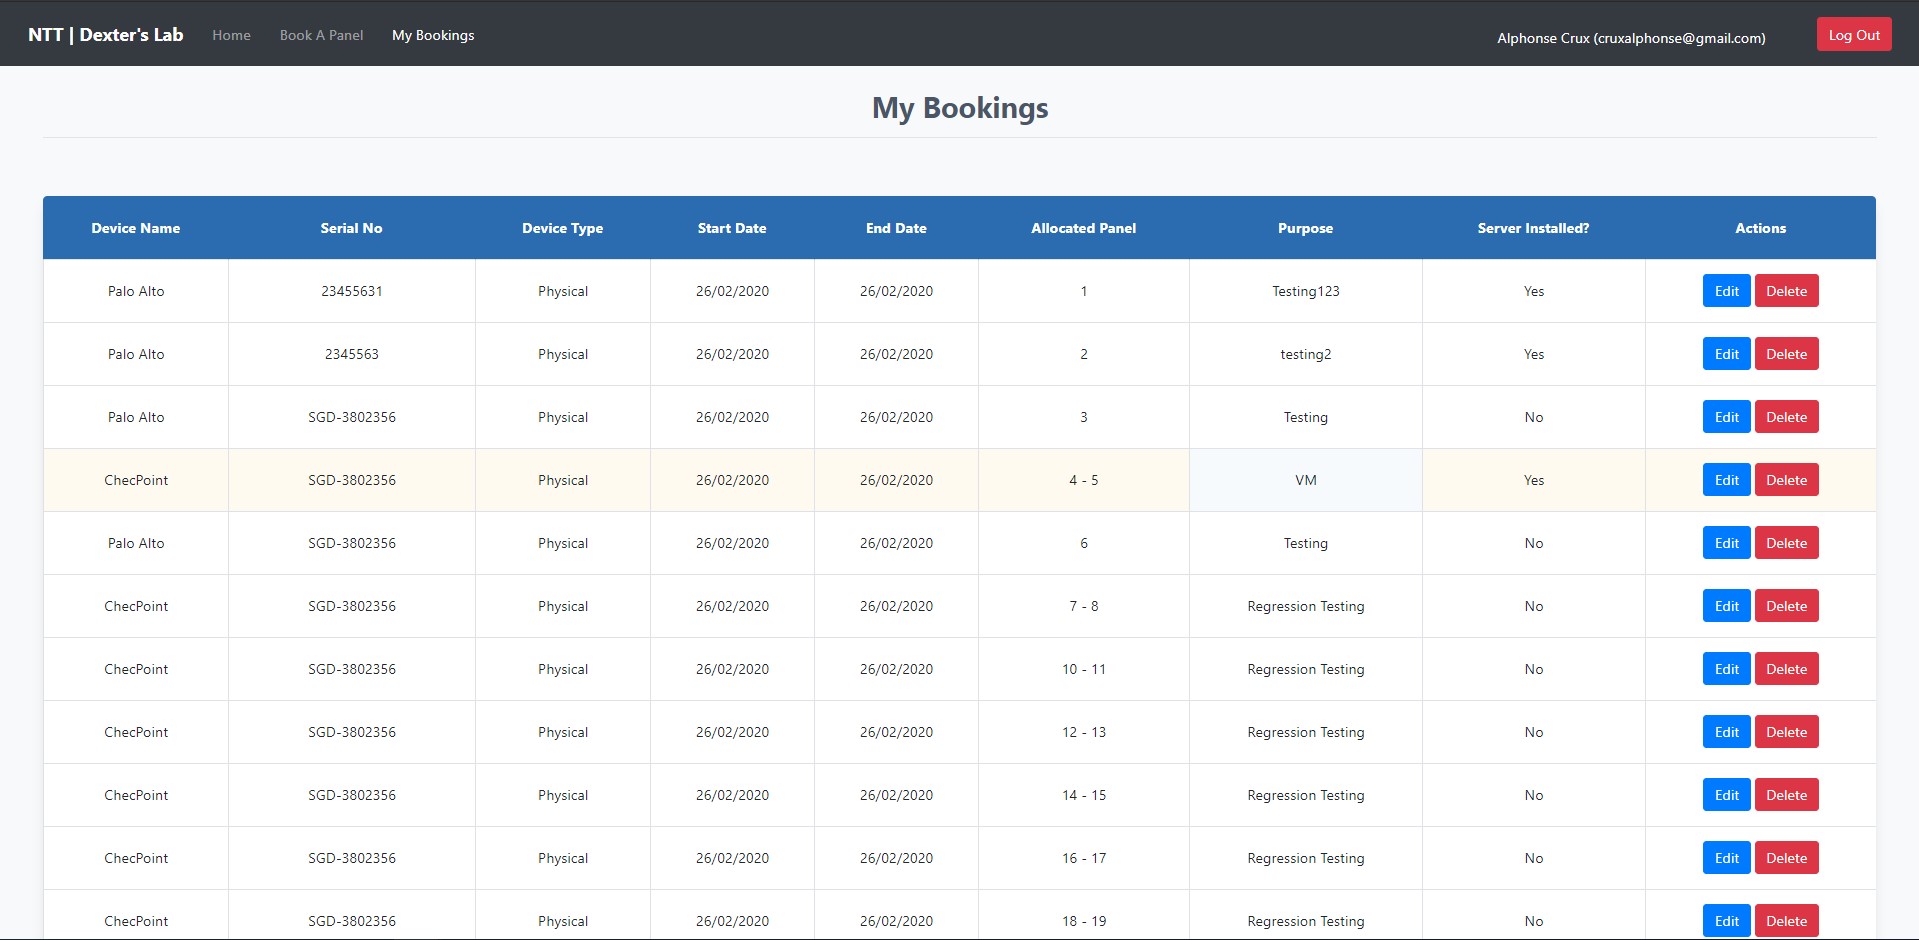 NTT | Dexter's Lab Home Book A Panel My Bookings Alphonse Crux (cruxalphonse@gmail.com) Log Out
My Bookings
Device Name Serial No Device Type Start Date End Date Allocated Panel Purpose Server Installed? Actions
Palo Alto 23455631 Physical 26/02/2020 26/02/2020 1 Testing123 Yes Edit Delete
Palo Alto 2345563 Physical 26/02/2020 26/02/2020 2 testing2 Yes Edit Delete
Palo Alto SGD-3802356 Physical 26/02/2020 26/02/2020 3 Testing No Edit Delete
ChecPoint SGD-3802356 Physical 26/02/2020 26/02/2020 4 - 5 VM Yes Edit Delete
Palo Alto SGD-3802356 Physical 26/02/2020 26/02/2020 6 Testing No Edit Delete
ChecPoint SGD-3802356 Physical 26/02/2020 26/02/2020 7 - 8 Regression Testing No Edit Delete
ChecPoint SGD-3802356 Physical 26/02/2020 26/02/2020 10 - 11 Regression Testing No Edit Delete
ChecPoint SGD-3802356 Physical 26/02/2020 26/02/2020 12 - 13 Regression Testing No Edit Delete
ChecPoint SGD-3802356 Physical 26/02/2020 26/02/2020 14 - 15 Regression Testing No Edit Delete
ChecPoint SGD-3802356 Physical 26/02/2020 26/02/2020 16 - 17 Regression Testing No Edit Delete
ChecPoint SGD-3802356 Physical 26/02/2020 26/02/2020 18 - 19 Regression Testing No Edit Delete